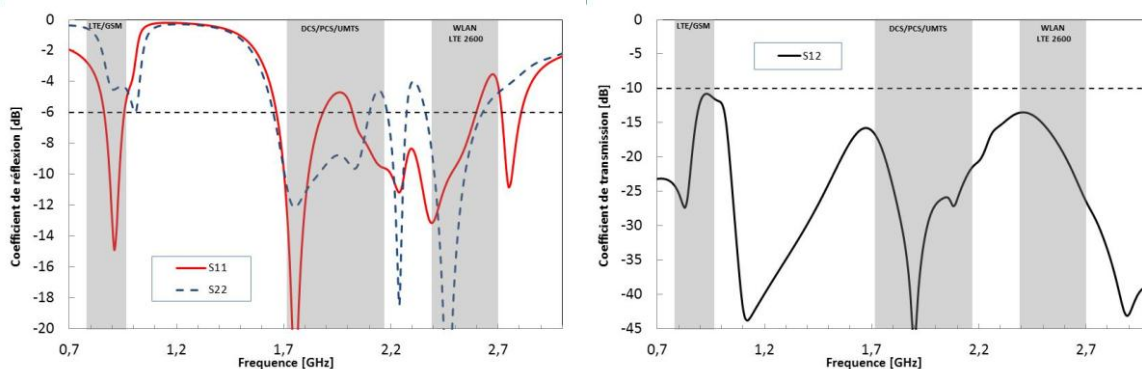 LTE/GSM
DCS/PCS/UMTS
WLAN
LTE 2600
0
-2
-4
-6
-8
-10
-12
-14
-16
-18
-20
Coefficient de réflexion [dB]
S11
S22
0,7
1,2
1,7
2,2
2,7
Frequence [GHz]
LTE/GSM
DCS/PCS/UMTS
WLAN
LTE 2600
S12
0
-5
-10
-15
-20
-25
-30
-35
-40
-45
Coefficient de transmission [dB]
0,7
1,2
1,7
2,2
2,7
Frequence [GHz]